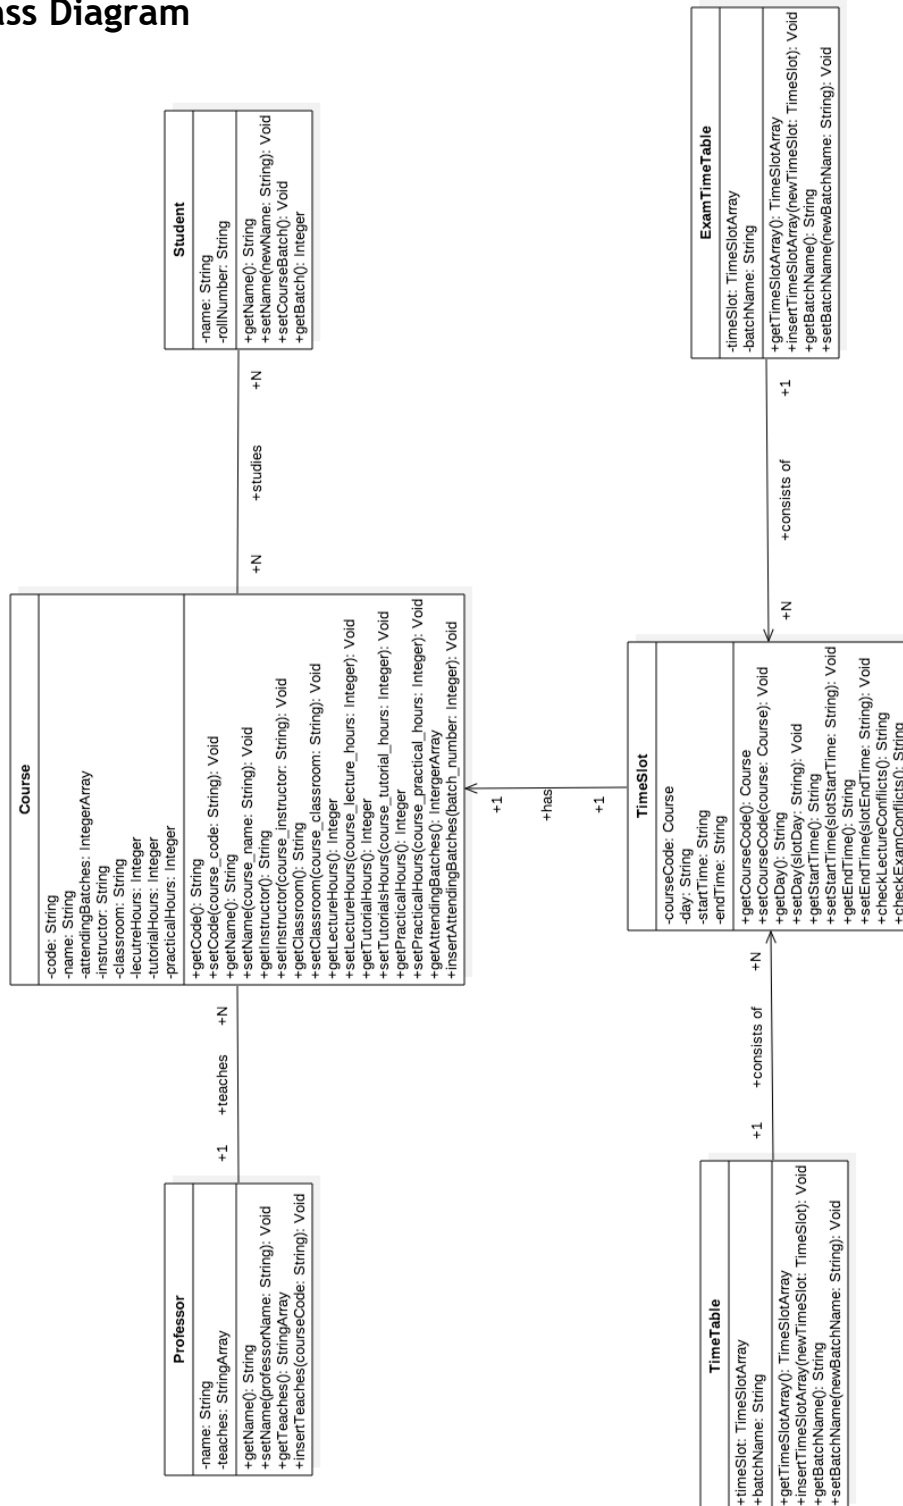 ass Diagram
Student
-name: String
-rollNumber: String
+getName(): String
+setName(newName: String): Void
+setCourseBatch(): Void
+getBatch(): Integer
+N
+studies
+N
Course
-code: String
-name: String
-attendingBatches: IntegerArray
-instructor: String
-classroom: String
-lecutreHours: Integer
-tutorialHours: Integer
-practicalHours: Integer
+getCode(): String
+setCode(course_code: String): Void
+getName(): String
+setName(course_name: String): Void
+getInstructor(): String
+setInstructor(course_instructor: String): Void
+getClassroom(): String
+setClassroom(course_classroom: String): Void
+getLectureHours(): Integer
+setLectureHours(course_lecture_hours: Integer): Void
+getTutorialHours(): Integer
+setTutorialsHours(course_tutorial_hours: Integer): Void
+getPracticalHours(): Integer
+setPracticalHours(course_practical_hours: Integer): Void
+getAttendingBatches(): IntergerArray
+insertAttendingBatches(batch_number: Integer): Void
+N
+teaches
+1
Professor
-name: String
-teaches: StringArray
+getName(): String
+setName(professorName: String): Void
+getTeaches(): StringArray
+insertTeaches(courseCode: String): Void
+1
+has
+1
ExamTimeTable
-timeSlot: TimeSlotArray
-batchName: String
+getTimeSlotArray(): TimeSlotArray
+insertTimeSlotArray(newTimeSlot: TimeSlot): Void
+getBatchName(): String
+setBatchName(newBatchName: String): Void
+1
+consists of
+N
TimeSlot
-courseCode: Course
-day: String
-startTime: String
-endTime: String
+getCourseCode(): Course
+setCourseCode(course: Course): Void
+getDay(): String
+setDay(slotDay: String): Void
+getStartTime(): String
+setStartTime(slotStartTime: String): Void
+getEndTime(): String
+setEndTime(slotEndTime: String): Void
+checkLectureConflicts(): String
+checkExamConflicts(): String
+N
+consists of
+1
TimeTable
+timeSlot: TimeSlotArray
+batchName: String
+getTimeSlotArray(): TimeSlotArray
+insertTimeSlotArray(newTimeSlot: TimeSlot): Void
+getBatchName(): String
+setBatchName(newBatchName: String): Void